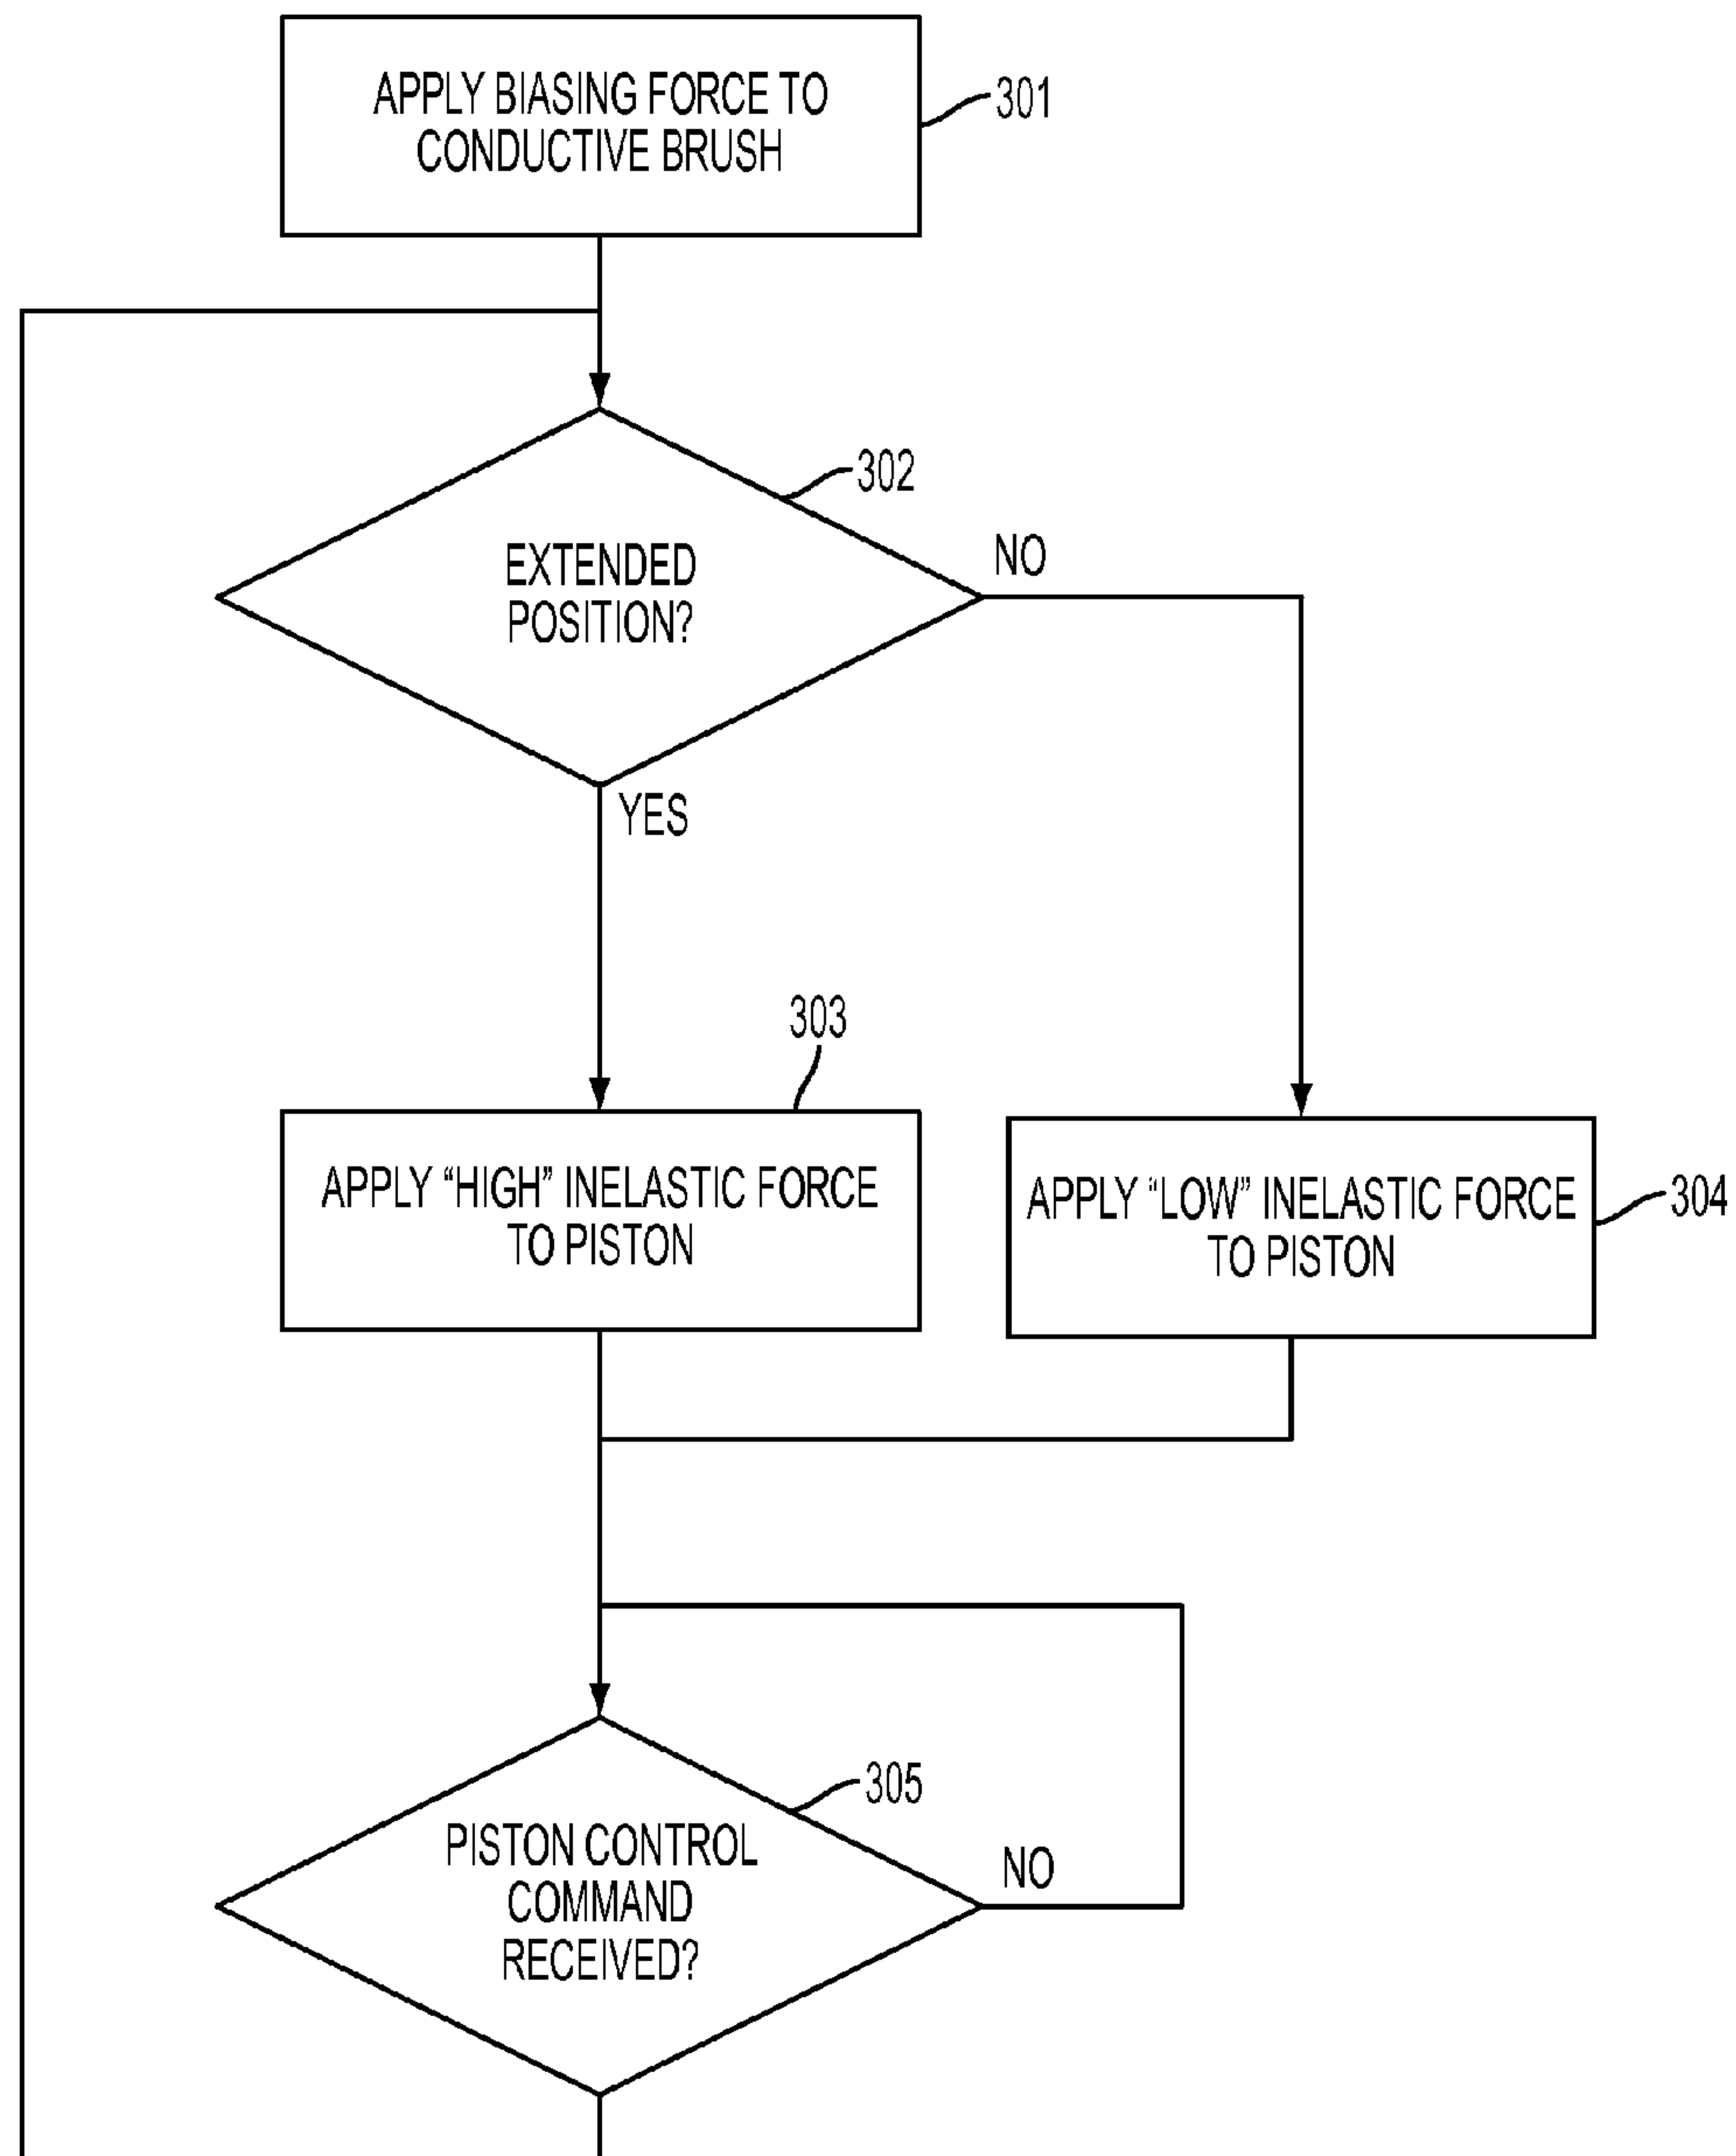 APPLY BIASING FORCE TO
CONDUCTIVE BRUSH
301
302
EXTENDED
POSITION?
NO
YES
303
APPLY “HIGH” INELASTIC FORCE
TO PISTON
APPLY “LOW” INELASTIC FORCE
TO PISTON
304
305
PISTON CONTROL
COMMAND
RECEIVED?
NO